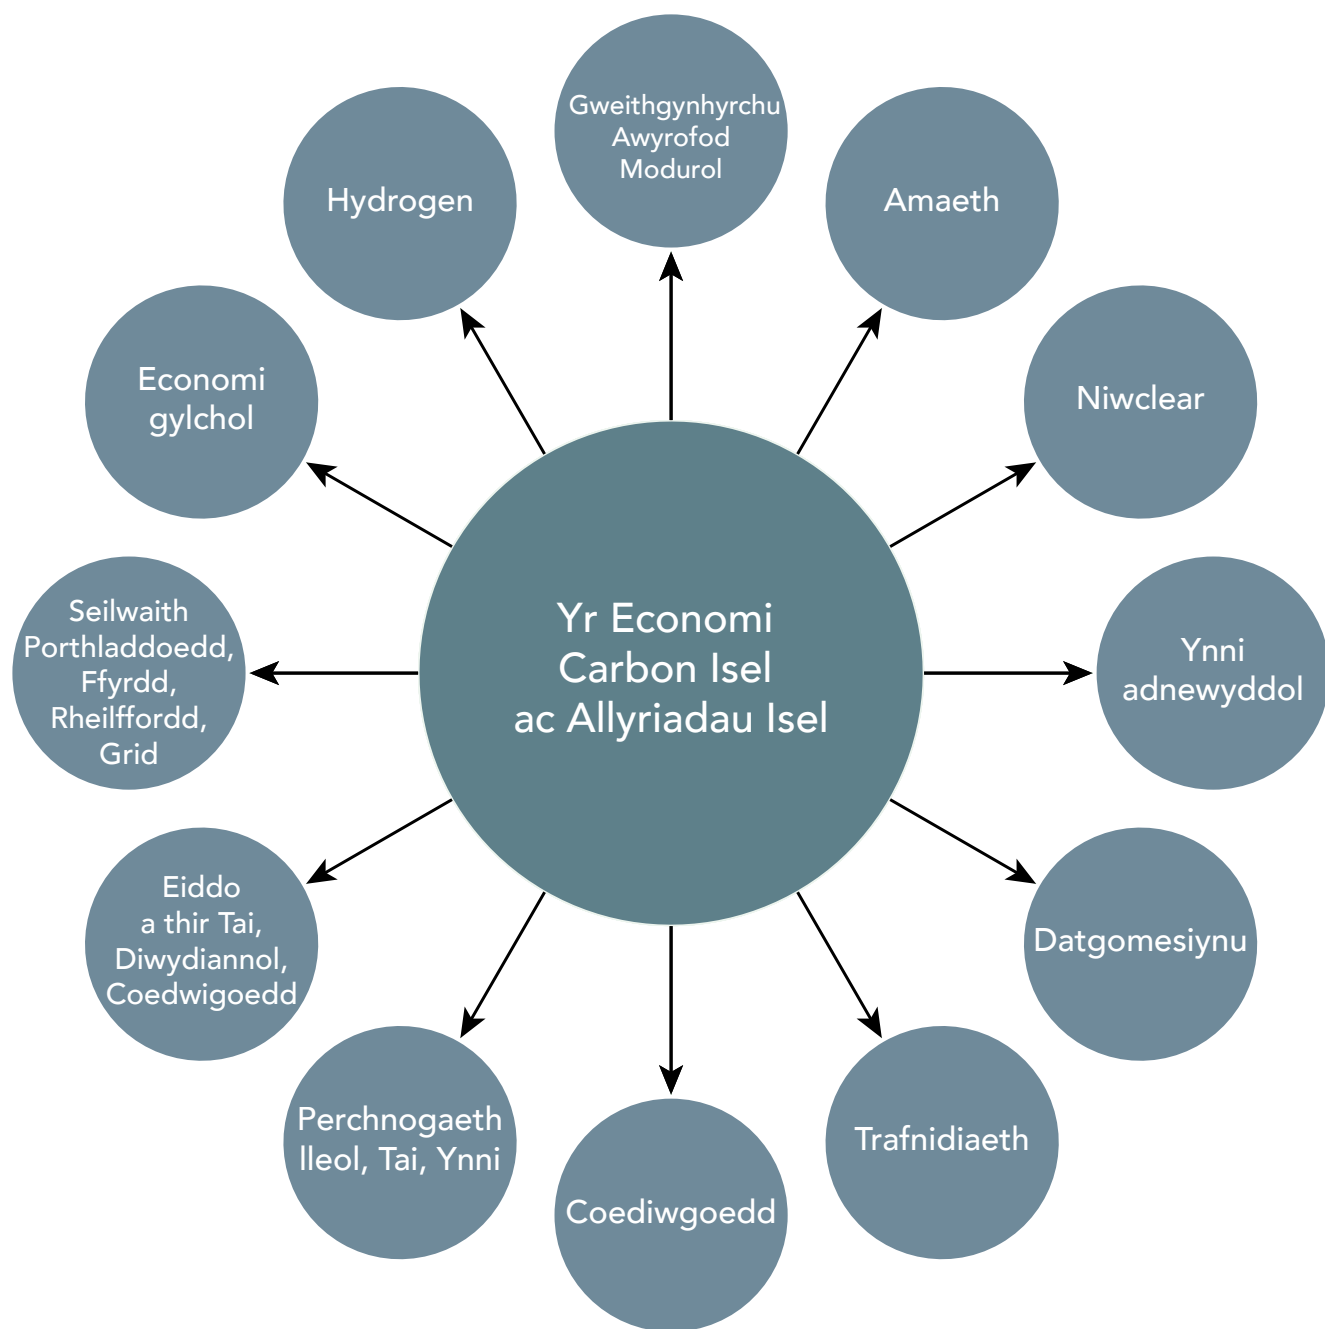 Gweithgynhyrchu
Awyrofod
Modurol
Amaeth
Niwclear
Ynni
adnewyddol
Datgomesiynu
Trafnidiaeth
Coediwgoedd
Perchnogaeth
lleol, Tai, Ynni
Eiddo
a thir Tai,
Diwydiannol,
Coedwigoedd
Seilwaith
Porthladdoedd,
Ffyrdd,
Rheilffordd,
Grid
Economi
gylchol
Hydrogen
Yr Economi
Carbon Isel
ac Allyriadau Isel